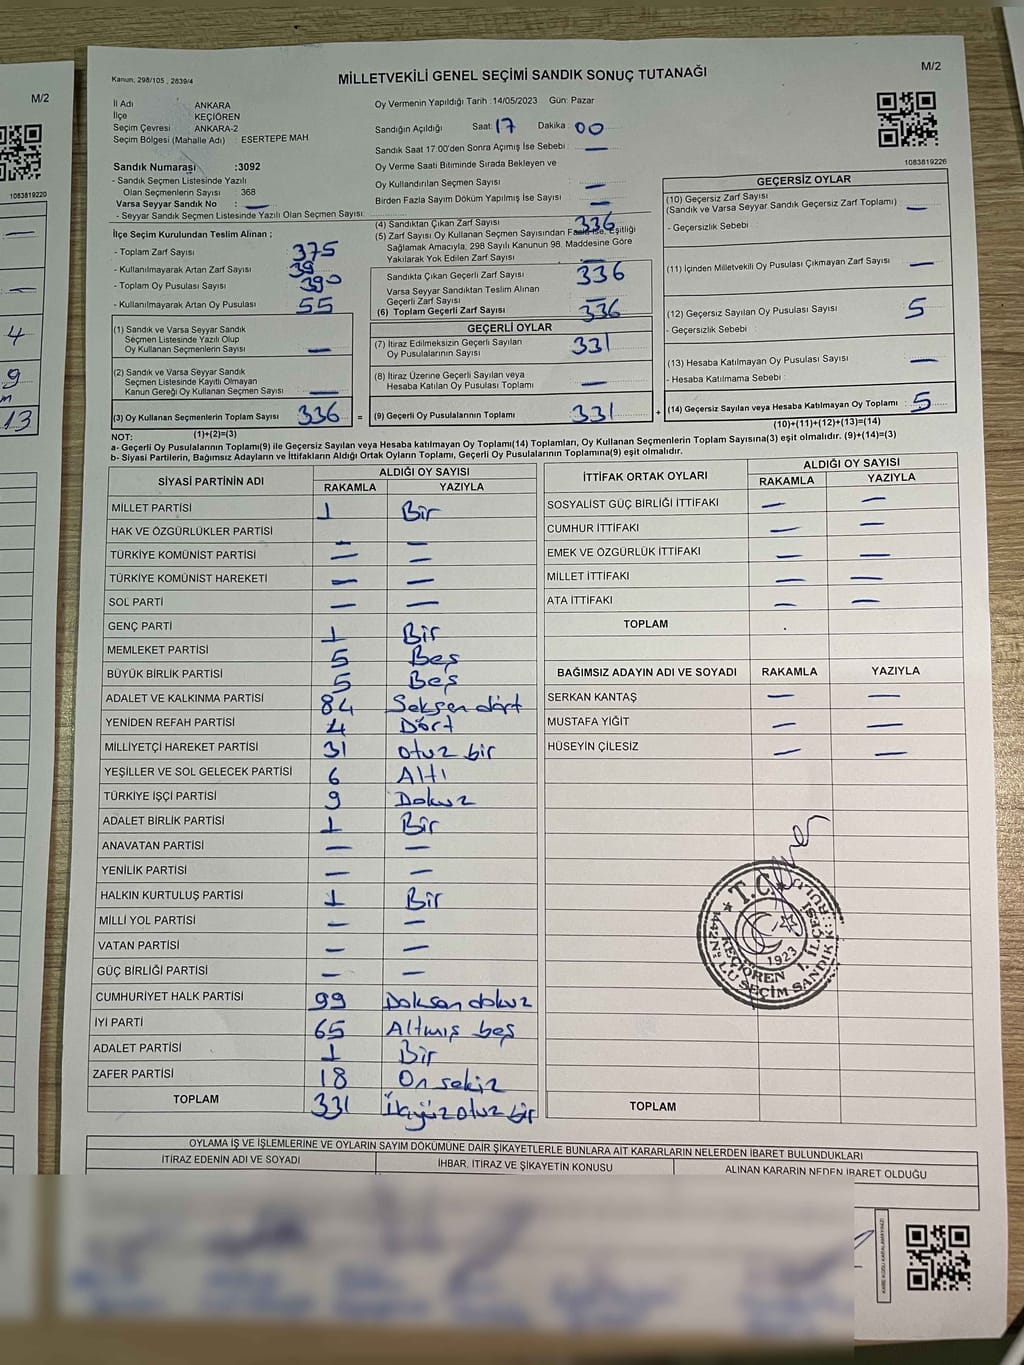 Kanun, 298/105 , 2839/4
MİLLETVEKİLİ GENEL SEÇİMİ SANDIK SONUÇ TUTANAĞI
M/2
M/2
İl Adı ANKARA
İlçe KEÇİÖREN
Seçim Çevresi ANKARA-2
Seçim Bölgesi (Mahalle Adı) : ESERTEPE MAH
Sandık Numarası :3092
- Sandık Seçmen Listesinde Yazılı
Olan Seçmenlerin Sayısı 368
Varsa Seyyar Sandık No : —
- Seyyar Sandık Seçmen Listesinde Yazılı Olan Seçmen Sayısı:
İlçe Seçim Kurulundan Teslim Alınan ;
- Toplam Zarf Sayısı 375
- Kullanılmayarak Artan Zarf Sayısı 39
- Toplam Oy Pusulası Sayısı 390
- Kullanılmayarak Artan Oy Pusulası 55
(1) Sandık ve Varsa Seyyar Sandık
Seçmen Listesinde Yazılı Olup
Oy Kullanan Seçmenlerin Sayısı —
(2) Sandık ve Varsa Seyyar Sandık
Seçmen Listesinde Kayıtlı Olmayan
Kanun Gereği Oy Kullanan Seçmen Sayısı —
(3) Oy Kullanan Seçmenlerin Toplam Sayısı 336 =
(1)+(2)=(3)
Oy Vermenin Yapıldığı Tarih :14/05/2023 Gün: Pazar
Sandığın Açıldığı Saat: 17 Dakika : 00
Sandık Saat 17:00'den Sonra Açımış İse Sebebi : —
Oy Verme Saati Bitiminde Sırada Bekleyen ve
Oy Kullandırılan Seçmen Sayısı —
Birden Fazla Sayım Döküm Yapılmış İse Sayısı —
(4) Sandıktan Çıkan Zarf Sayısı 336
(5) Zarf Sayısı Oy Kullanan Seçmen Sayısından Fazla ise, Eşitliği
Sağlamak Amacıyla, 298 Sayılı Kanunun 98. Maddesine Göre
Yakılarak Yok Edilen Zarf Sayısı —
Sandıkta Çıkan Geçerli Zarf Sayısı 336
Varsa Seyyar Sandıktan Teslim Alınan
Geçerli Zarf Sayısı —
(6) Toplam Geçerli Zarf Sayısı 336
GEÇERLİ OYLAR
(7) İtiraz Edilmeksizin Geçerli Sayılan
Oy Pusulalarının Sayısı 331
(8) İtiraz Üzerine Geçerli Sayılan veya
Hesaba Katılan Oy Pusulası Toplamı —
(9) Geçerli Oy Pusulalarının Toplamı 331 +
1083819226
GEÇERSİZ OYLAR
(10) Geçersiz Zarf Sayısı
(Sandık ve Varsa Seyyar Sandık Geçersiz Zarf Toplamı) —
- Geçersizlik Sebebi :
(11) İçinden Milletvekili Oy Pusulası Çıkmayan Zarf Sayısı —
(12) Geçersiz Sayılan Oy Pusulası Sayısı 5
- Geçersizlik Sebebi
(13) Hesaba Katılmayan Oy Pusulası Sayısı —
- Hesaba Katılmama Sebebi :
(14) Geçersiz Sayılan veya Hesaba Katılmayan Oy Toplamı : 5
(10)+(11)+(12)+(13)=(14)
NOT:
a- Geçerli Oy Pusulalarının Toplamı(9) ile Geçersiz Sayılan veya Hesaba katılmayan Oy Toplamı(14) Toplamları, Oy Kullanan Seçmenlerin Toplam Sayısına(3) eşit olmalıdır. (9)+(14)=(3)
b- Siyasi Partilerin, Bağımsız Adayların ve İttifakların Aldığı Ortak Oyların Toplamı, Geçerli Oy Pusulalarının Toplamına(9) eşit olmalıdır.
SİYASİ PARTİNİN ADI ALDIĞI OY SAYISI
RAKAMLA YAZIYLA
MİLLET PARTİSİ 1 Bir
HAK VE ÖZGÜRLÜKLER PARTİSİ — —
TÜRKİYE KOMÜNİST PARTİSİ — —
TÜRKİYE KOMÜNİST HAREKETİ — —
SOL PARTİ — —
GENÇ PARTİ 1 Bir
MEMLEKET PARTİSİ 5 Beş
BÜYÜK BİRLİK PARTİSİ 5 Beş
ADALET VE KALKINMA PARTİSİ 84 Seksen dört
YENİDEN REFAH PARTİSİ 4 Dört
MİLLİYETÇİ HAREKET PARTİSİ 31 otuz bir
YEŞİLLER VE SOL GELECEK PARTİSİ 6 Altı
TÜRKİYE İŞÇİ PARTİSİ 9 Dokuz
ADALET BİRLİK PARTİSİ 1 Bir
ANAVATAN PARTİSİ — —
YENİLİK PARTİSİ — —
HALKIN KURTULUŞ PARTİSİ 1 Bir
MİLLİ YOL PARTİSİ — —
VATAN PARTİSİ — —
GÜÇ BİRLİĞİ PARTİSİ — —
CUMHURİYET HALK PARTİSİ 99 Doksan dokuz
İYİ PARTİ 65 Altmış beş
ADALET PARTİSİ 1 Bir
ZAFER PARTİSİ 18 On sekiz
TOPLAM 331 Üçyüz otuz bir
İTTİFAK ORTAK OYLARI ALDIĞI OY SAYISI
RAKAMLA YAZIYLA
SOSYALİST GÜÇ BİRLİĞİ İTTİFAKI — —
CUMHUR İTTİFAKI — —
EMEK VE ÖZGÜRLÜK İTTİFAKI — —
MİLLET İTTİFAKI — —
ATA İTTİFAKI — —
TOPLAM
BAĞIMSIZ ADAYIN ADI VE SOYADI RAKAMLA YAZIYLA
SERKAN KANTAŞ — —
MUSTAFA YİĞİT — —
HÜSEYİN ÇİLESİZ — —
T.C.
1923
KEÇİÖREN 1. İLÇESİ
SEÇİM SANDIK
TOPLAM
OYLAMA İŞ VE İŞLEMLERİNE VE OYLARIN SAYIM DÖKÜMÜNE DAİR ŞİKAYETLERLE BUNLARA AİT KARARLARIN NELERDEN İBARET BULUNDUKLARI
İTİRAZ EDENİN ADI VE SOYADI İHBAR, İTİRAZ VE ŞİKAYETİN KONUSU ALINAN KARARIN NEDEN İBARET OLDUĞU
1083819220
4
9
13